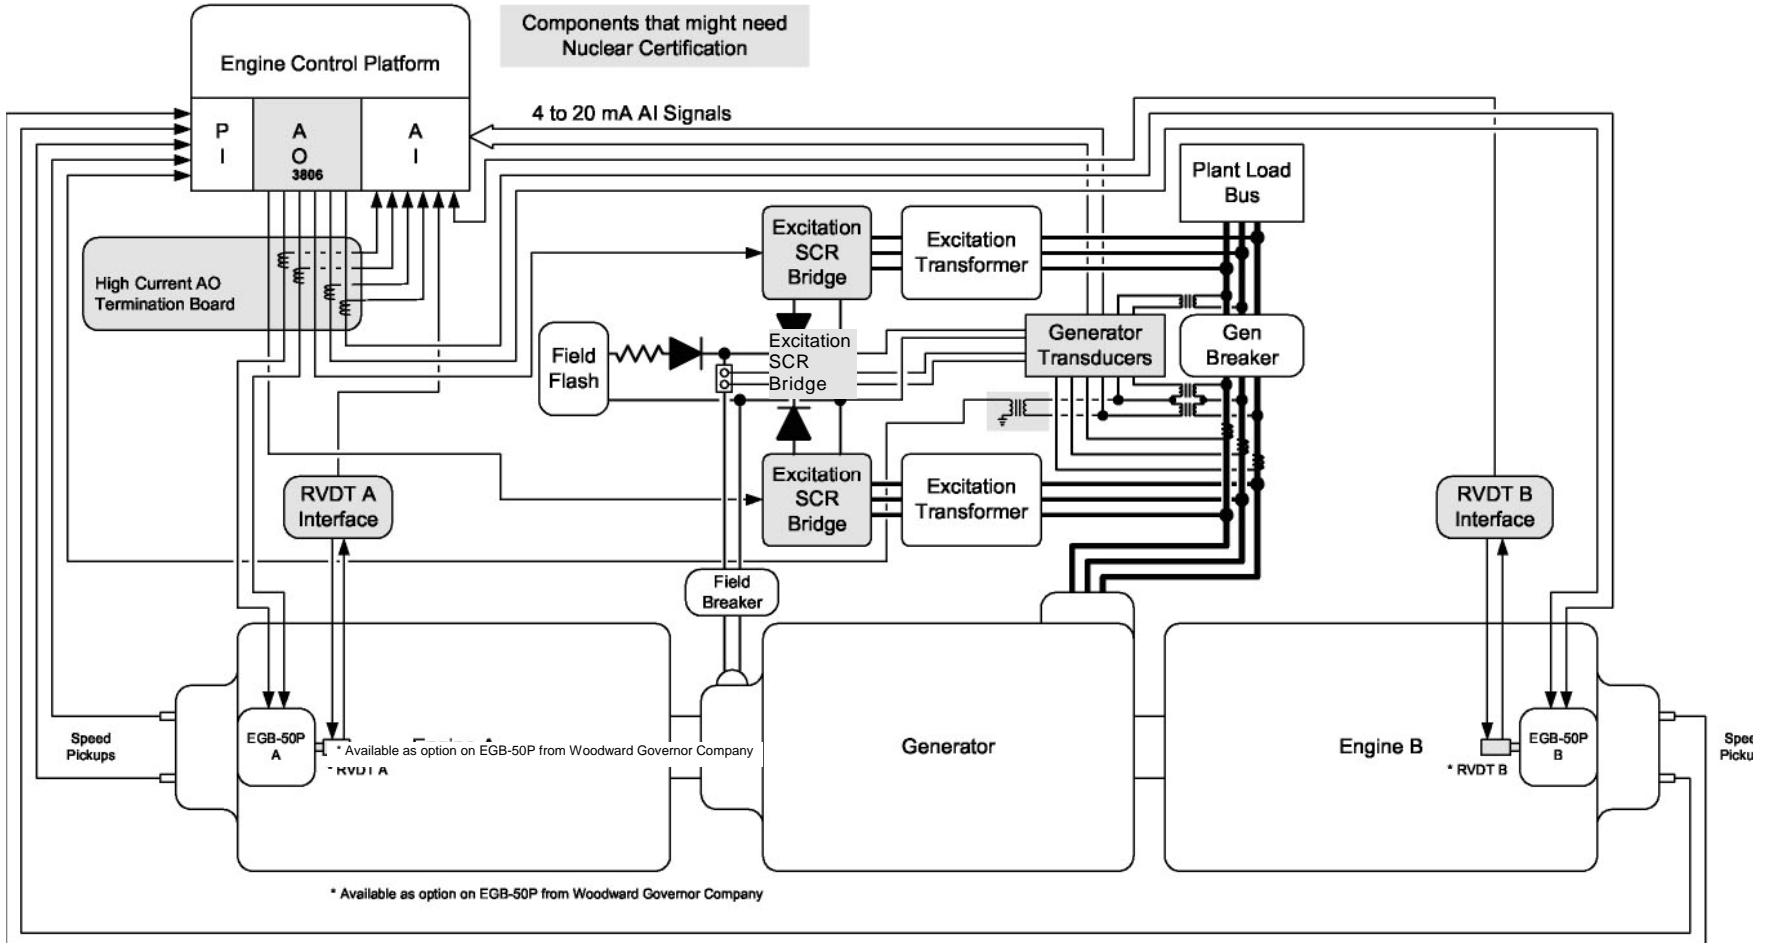 Components that might need
Nuclear Certification
Engine Control Platform
P
I
A
O
3806
A
I
4 to 20 mA AI Signals
Plant Load
Bus
Excitation
SCR
Bridge
Excitation
Transformer
High Current AO
Termination Board
Field
Flash
Excitation
SCR
Bridge
Generator
Transducers
Gen
Breaker
Excitation
SCR
Bridge
Excitation
Transformer
RVDT A
Interface
RVDT B
Interface
Field
Breaker
Speed
Pickups
EGB-50P
A
* Available as option on EGB-50P from Woodward Governor Company
* RVDT A
Generator
Engine B
* RVDT B
EGB-50P
B
* Available as option on EGB-50P from Woodward Governor Company